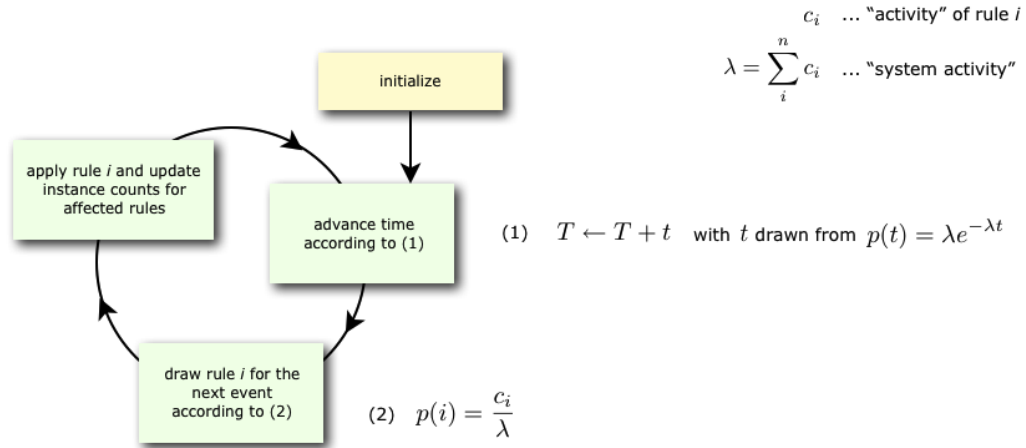 c_i ... “activity” of rule i
λ = ∑_i^n c_i ... “system activity”
initialize
apply rule i and update
instance counts for
affected rules
advance time
according to (1)
(1) T ← T + t with t drawn from p(t) = λe^{−λt}
draw rule i for the
next event
according to (2)
(2) p(i) = c_i / λ